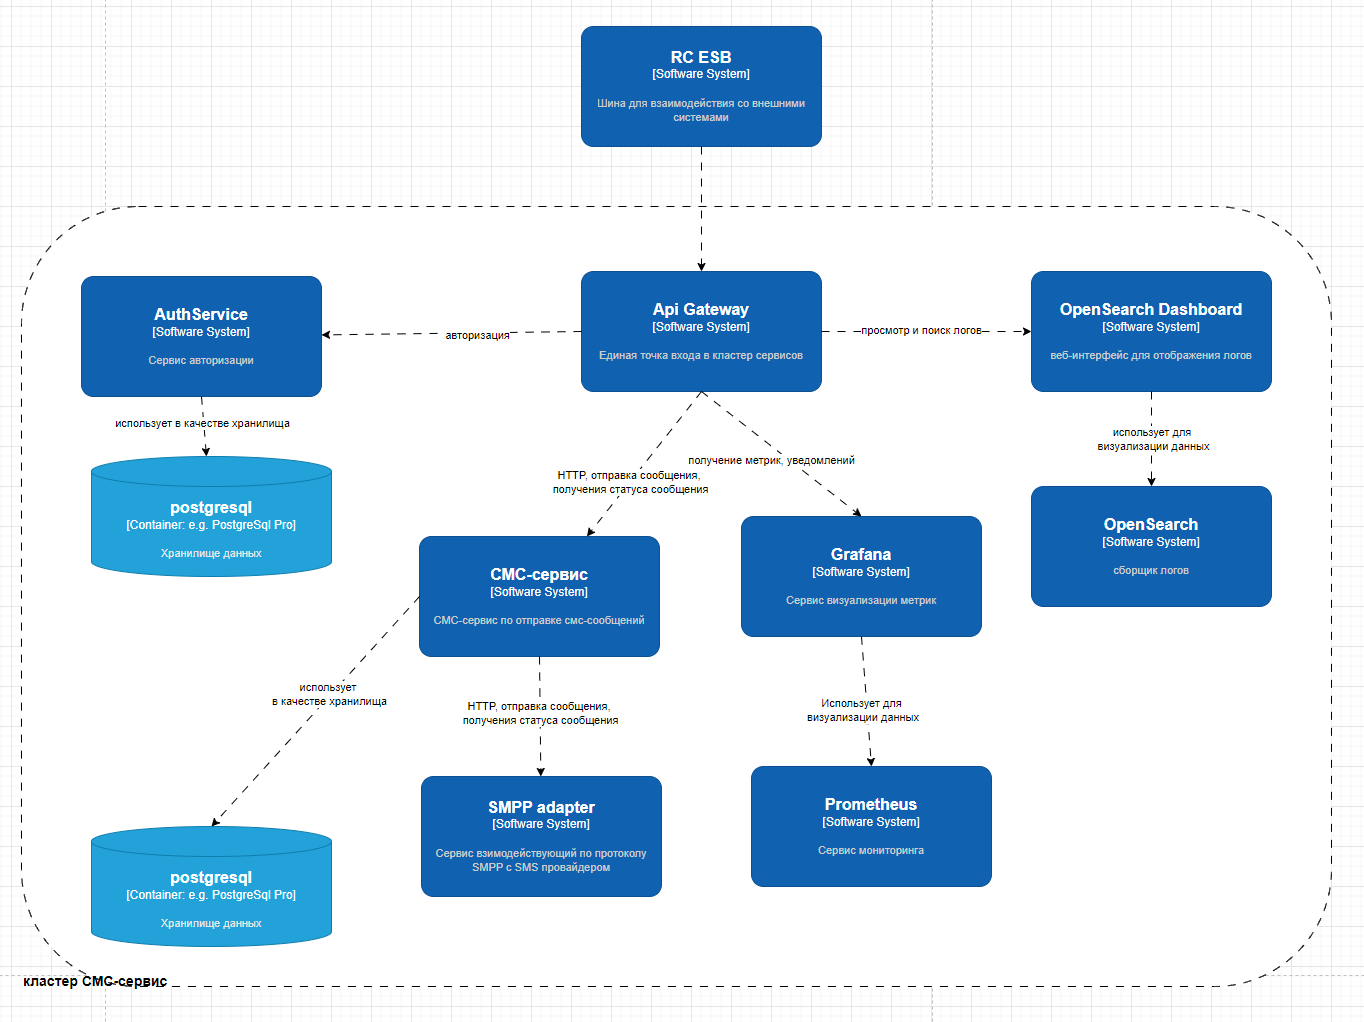 RC ESB
[Software System]
Шина для взаимодействия со внешними
системами
AuthService
[Software System]
Сервис авторизации
авторизация
Api Gateway
[Software System]
Единая точка входа в кластер сервисов
просмотр и поиск логов
OpenSearch Dashboard
[Software System]
веб-интерфейс для отображения логов
использует в качестве хранилища
использует для
визуализации данных
HTTP, отправка сообщения,
получения статуса сообщения
получение метрик, уведомлений
postgresql
[Container: e.g. PostgreSql Pro]
Хранилище данных
OpenSearch
[Software System]
сборщик логов
СМС-сервис
[Software System]
СМС-сервис по отправке смс-сообщений
Grafana
[Software System]
Сервис визуализации метрик
использует
в качестве хранилища
HTTP, отправка сообщения,
получения статуса сообщения
Использует для
визуализации данных
SMPP adapter
[Software System]
Сервис взимодействующий по протоколу
SMPP с SMS провайдером
Prometheus
[Software System]
Сервис мониторинга
postgresql
[Container: e.g. PostgreSql Pro]
Хранилище данных
кластер СМС-сервис